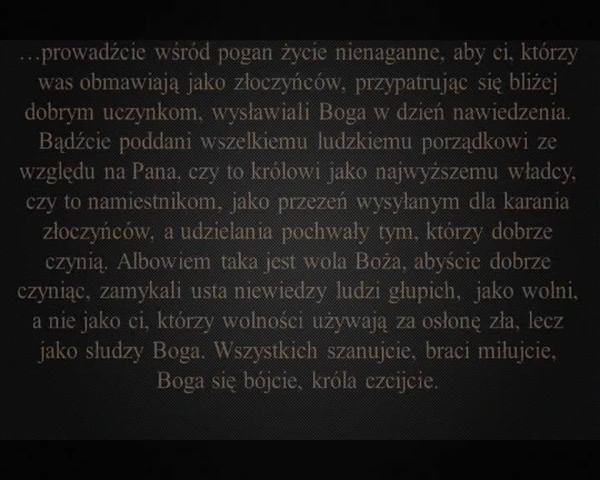 …prowadźcie wśród pogan życie nienaganne, aby ci, którzy
was obmawiają jako złoczyńców, przypatrując się bliżej
dobrym uczynkom, wysławiali Boga w dzień nawiedzenia.
Bądźcie poddani wszelkiemu ludzkiemu porządkowi ze
względu na Pana, czy to królowi jako najwyższemu władcy,
czy to namiestnikom, jako przezeń wysyłanym dla karania
złoczyńców, a udzielania pochwały tym, którzy dobrze
czynią. Albowiem taka jest wola Boża, abyście dobrze
czyniąc, zamykali usta niewiedzy ludzi głupich, jako wolni,
a nie jako ci, którzy wolności używają za osłonę zła, lecz
jako słudzy Boga. Wszystkich szanujcie, braci miłujcie,
Boga się bójcie, króla czcijcie.